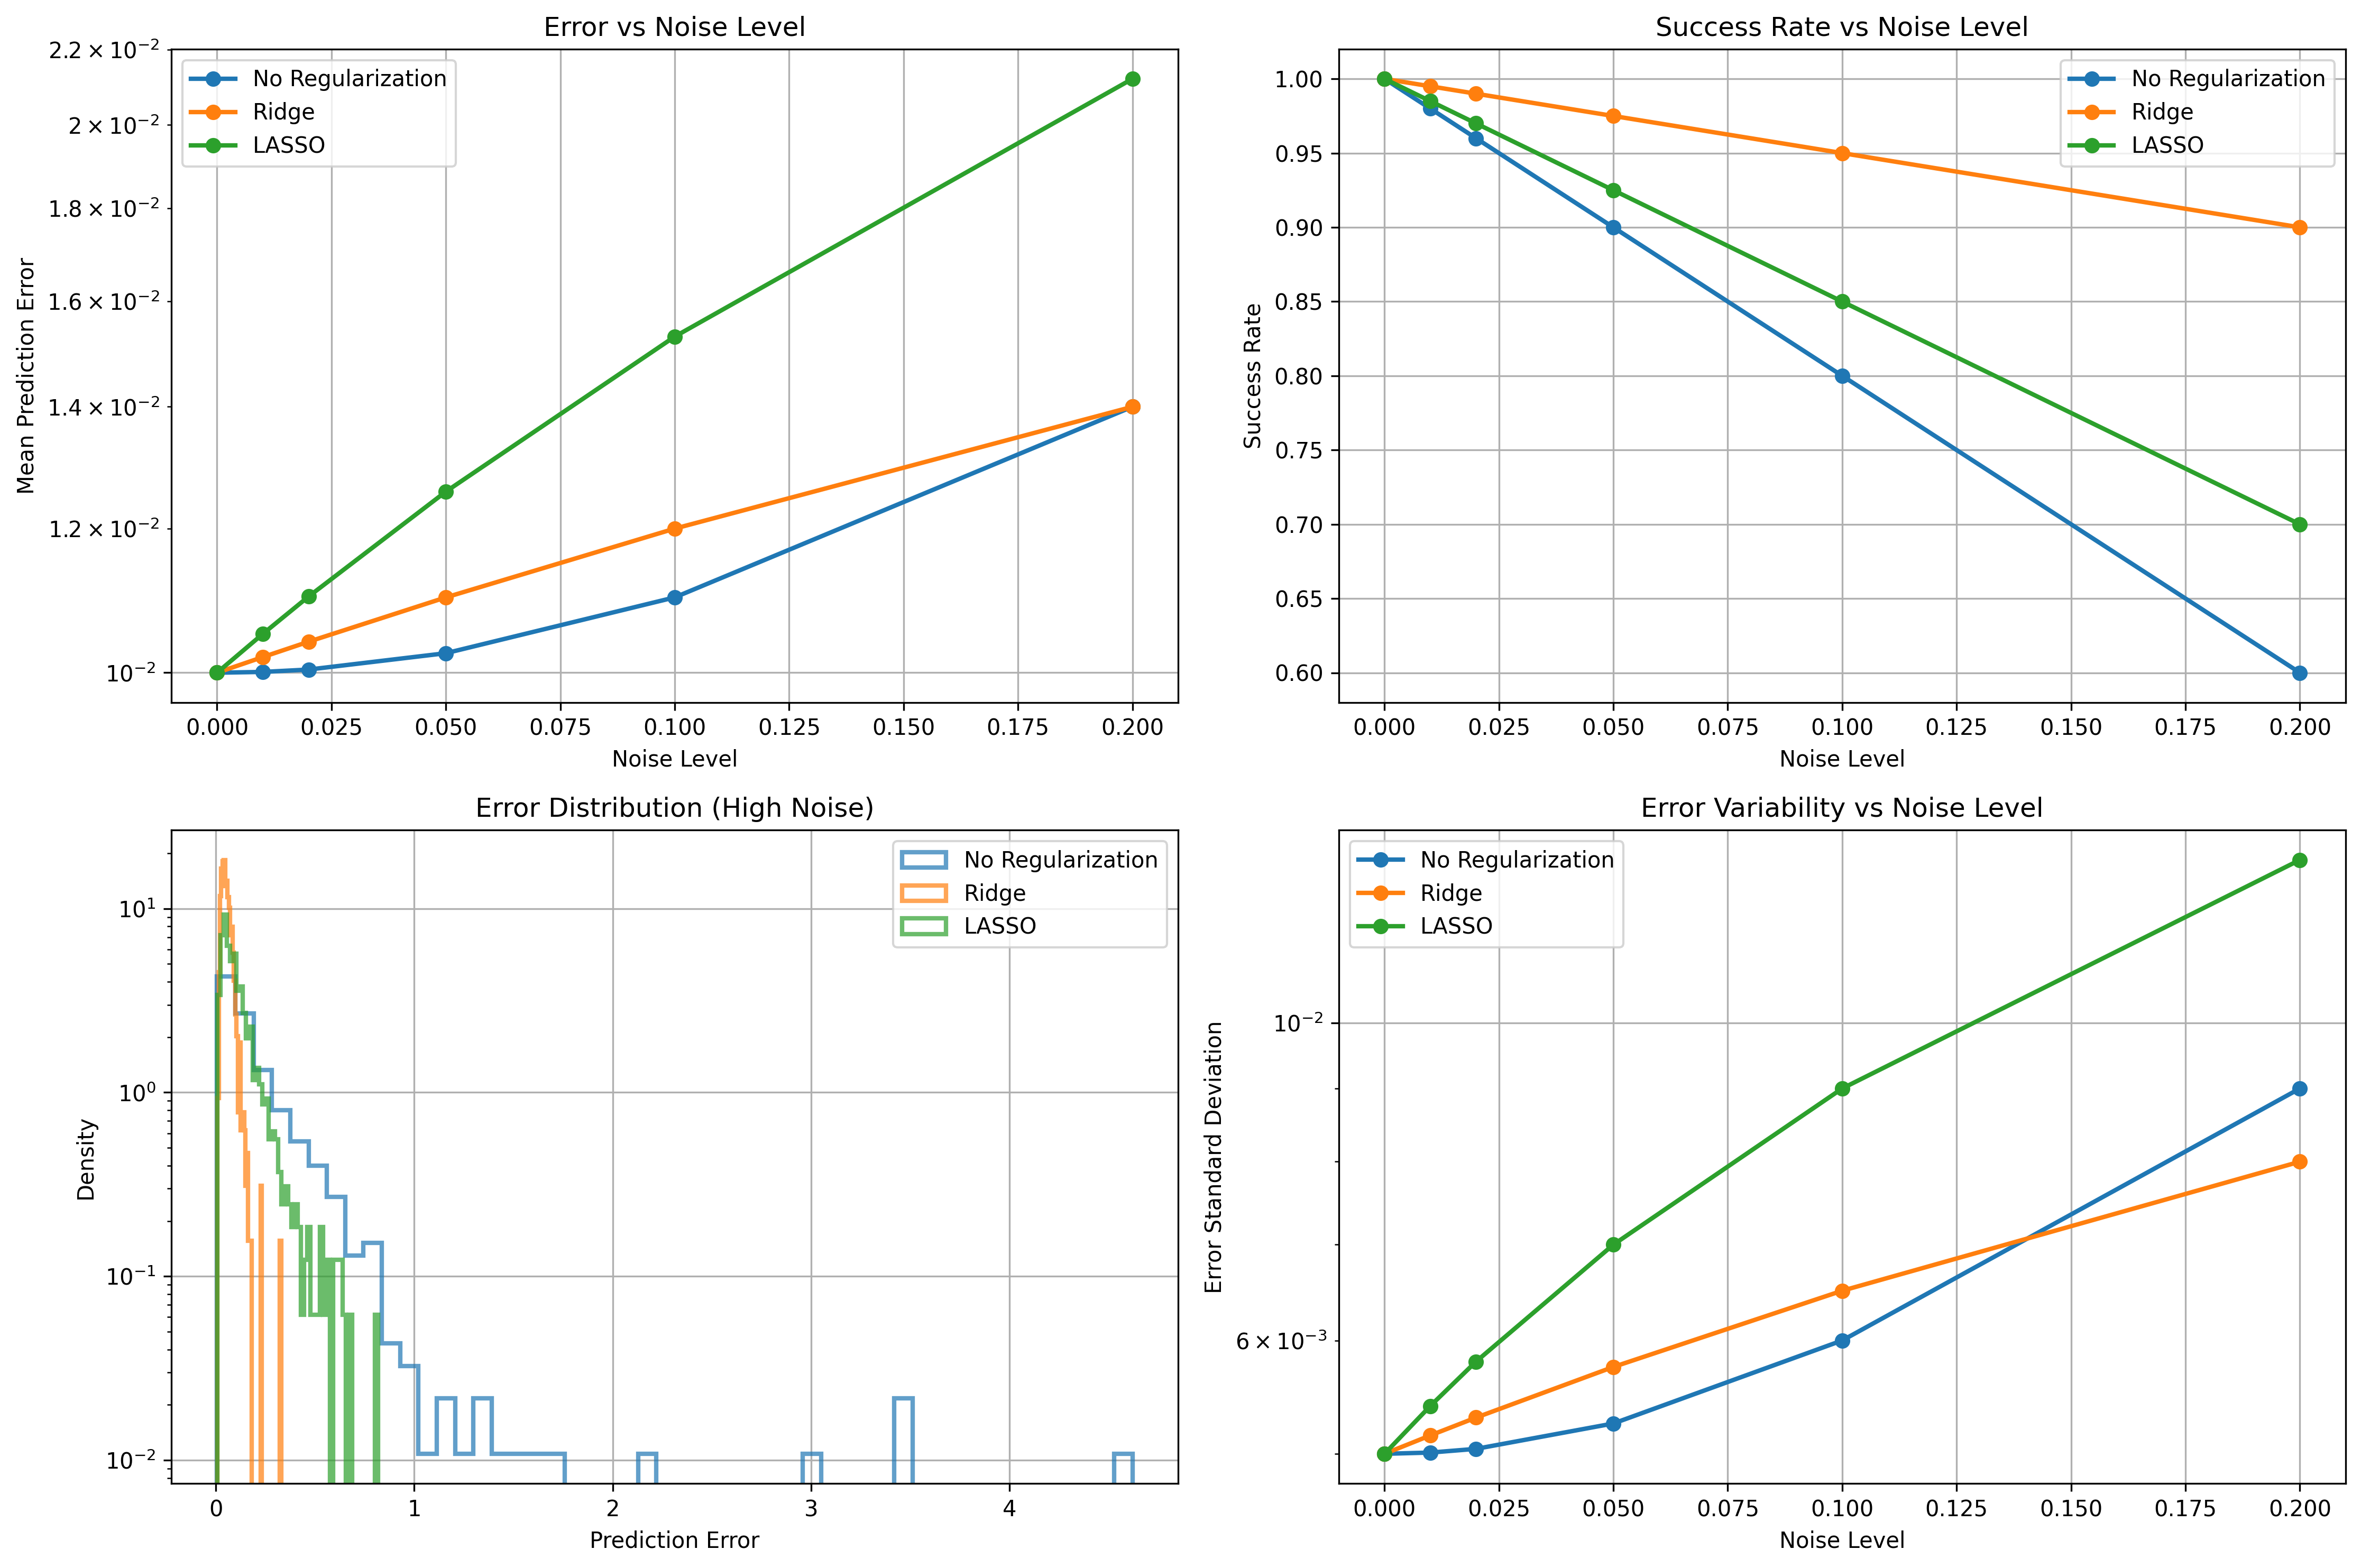 Error vs Noise Level
Mean Prediction Error
2.2 × 10⁻²
2 × 10⁻²
1.8 × 10⁻²
1.6 × 10⁻²
1.4 × 10⁻²
1.2 × 10⁻²
10⁻²
No Regularization
Ridge
LASSO
0.000 0.025 0.050 0.075 0.100 0.125 0.150 0.175 0.200
Noise Level
Success Rate vs Noise Level
Success Rate
1.00
0.95
0.90
0.85
0.80
0.75
0.70
0.65
0.60
No Regularization
Ridge
LASSO
0.000 0.025 0.050 0.075 0.100 0.125 0.150 0.175 0.200
Noise Level
Error Distribution (High Noise)
Density
10¹
10⁰
10⁻¹
10⁻²
No Regularization
Ridge
LASSO
0 1 2 3 4
Prediction Error
Error Variability vs Noise Level
Error Standard Deviation
10⁻²
6 × 10⁻³
No Regularization
Ridge
LASSO
0.000 0.025 0.050 0.075 0.100 0.125 0.150 0.175 0.200
Noise Level